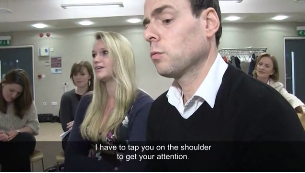 I have to tap you on the shoulder
to get your attention.